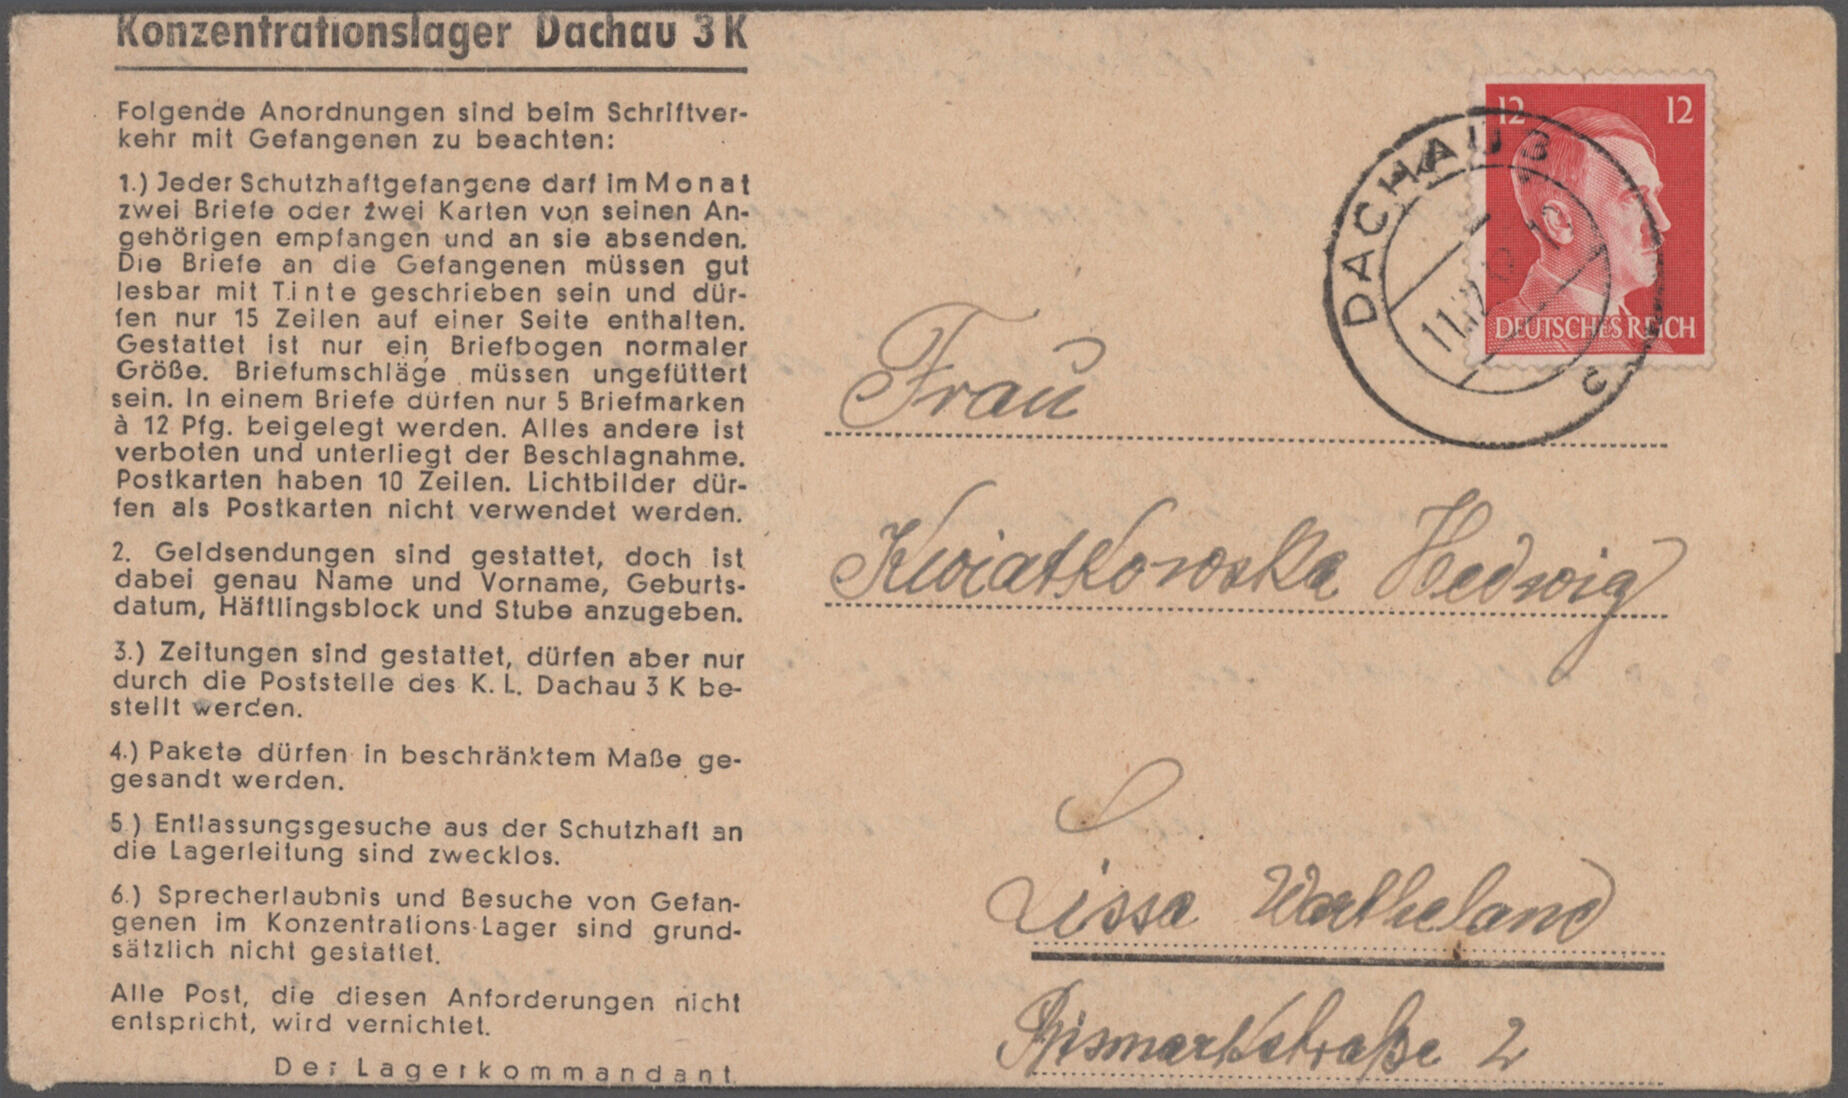 Konzentrationslager Dachau 3 K
Folgende Anordnungen sind beim Schriftver-
kehr mit Gefangenen zu beachten:
1.) Jeder Schutzhaftgefangene darf im Monat
zwei Briefe oder zwei Karten von seinen An-
gehörigen empfangen und an sie absenden.
Die Briefe an die Gefangenen müssen gut
lesbar mit Tinte geschrieben sein und dür-
fen nur 15 Zeilen auf einer Seite enthalten.
Gestattet ist nur ein Briefbogen normaler
Größe. Briefumschläge müssen ungefüttert
sein. In einem Briefe dürfen nur 5 Briefmarken
à 12 Pfg. beigelegt werden. Alles andere ist
verboten und unterliegt der Beschlagnahme.
Postkarten haben 10 Zeilen. Lichtbilder dür-
fen als Postkarten nicht verwendet werden.
2. Geldsendungen sind gestattet, doch ist
dabei genau Name und Vorname, Geburts-
datum, Häftlingsblock und Stube anzugeben.
3.) Zeitungen sind gestattet, dürfen aber nur
durch die Poststelle des K. L. Dachau 3 K be-
stellt werden.
4.) Pakete dürfen in beschränktem Maße ge-
gesandt werden.
5.) Entlassungsgesuche aus der Schutzhaft an
die Lagerleitung sind zwecklos.
6.) Sprecherlaubnis und Besuche von Gefan-
genen im Konzentrations-Lager sind grund-
sätzlich nicht gestattet.
Alle Post, die diesen Anforderungen nicht
entspricht, wird vernichtet.
Der Lagerkommandant
12 12
DEUTSCHES REICH
DACHAU 3
c
Frau
Kwiatkowska Hedwig
Lissa Wartheland
Bismarkstraße 2